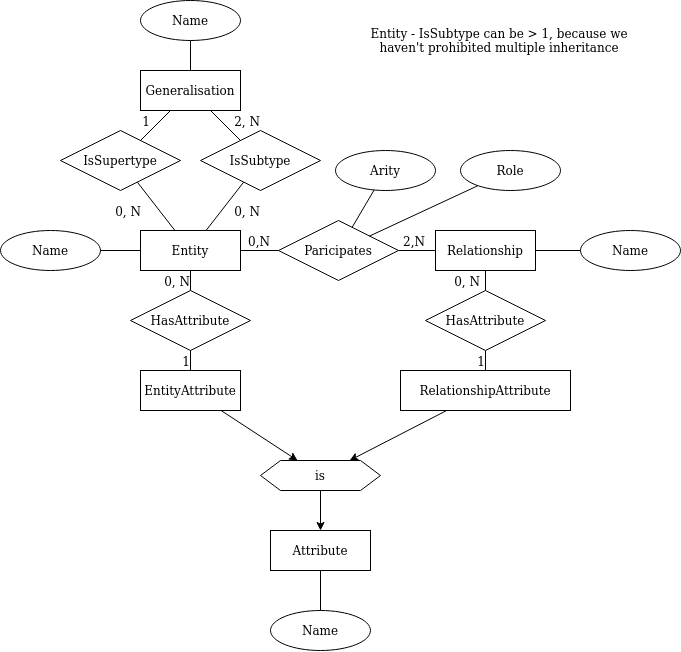 Name
Entity - IsSubtype can be > 1, because we
haven't prohibited multiple inheritance
Generalisation
1
2, N
IsSupertype
IsSubtype
Arity
Role
0, N
0, N
Name
Entity
0,N
Paricipates
2,N
Relationship
Name
0, N
0, N
HasAttribute
HasAttribute
1
1
EntityAttribute
RelationshipAttribute
is
Attribute
Name